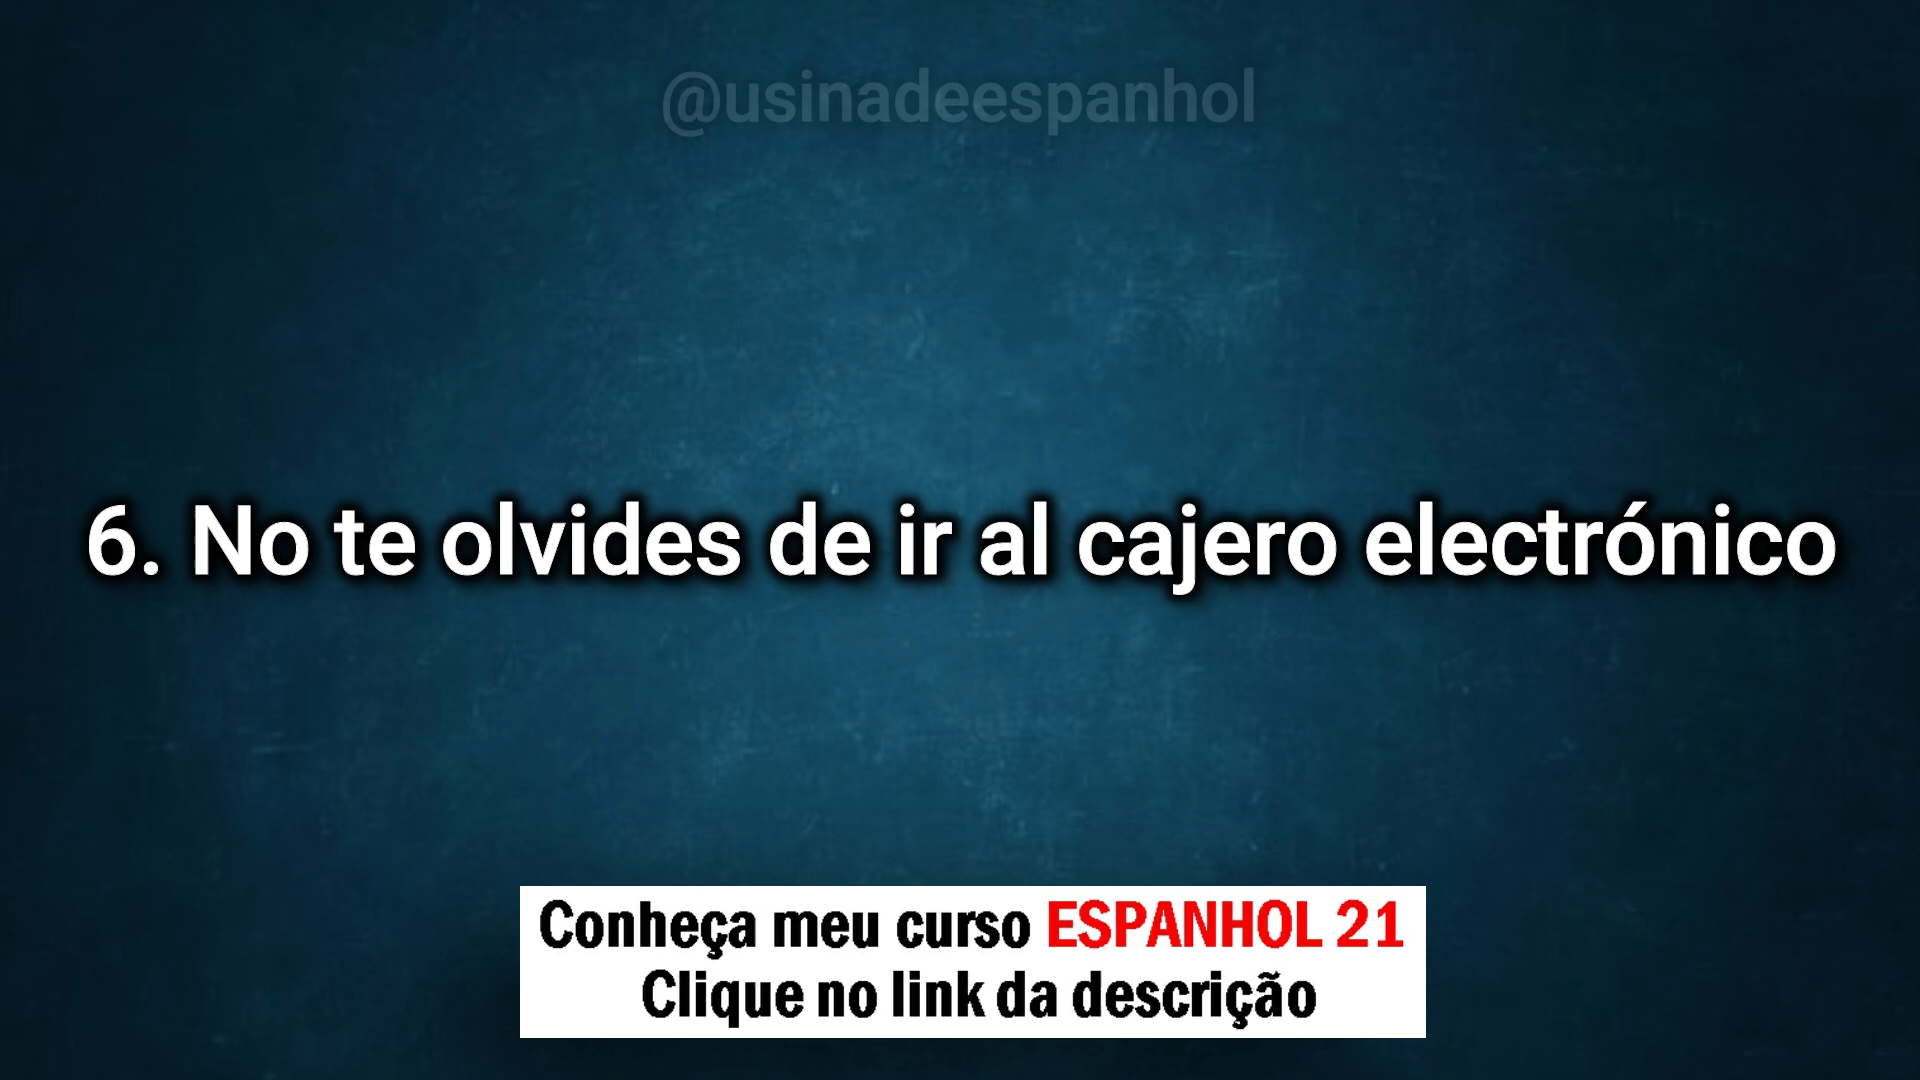 @usinadeespanhol
6. No te olvides de ir al cajero electrónico
Conheça meu curso ESPANHOL 21
Clique no link da descrição